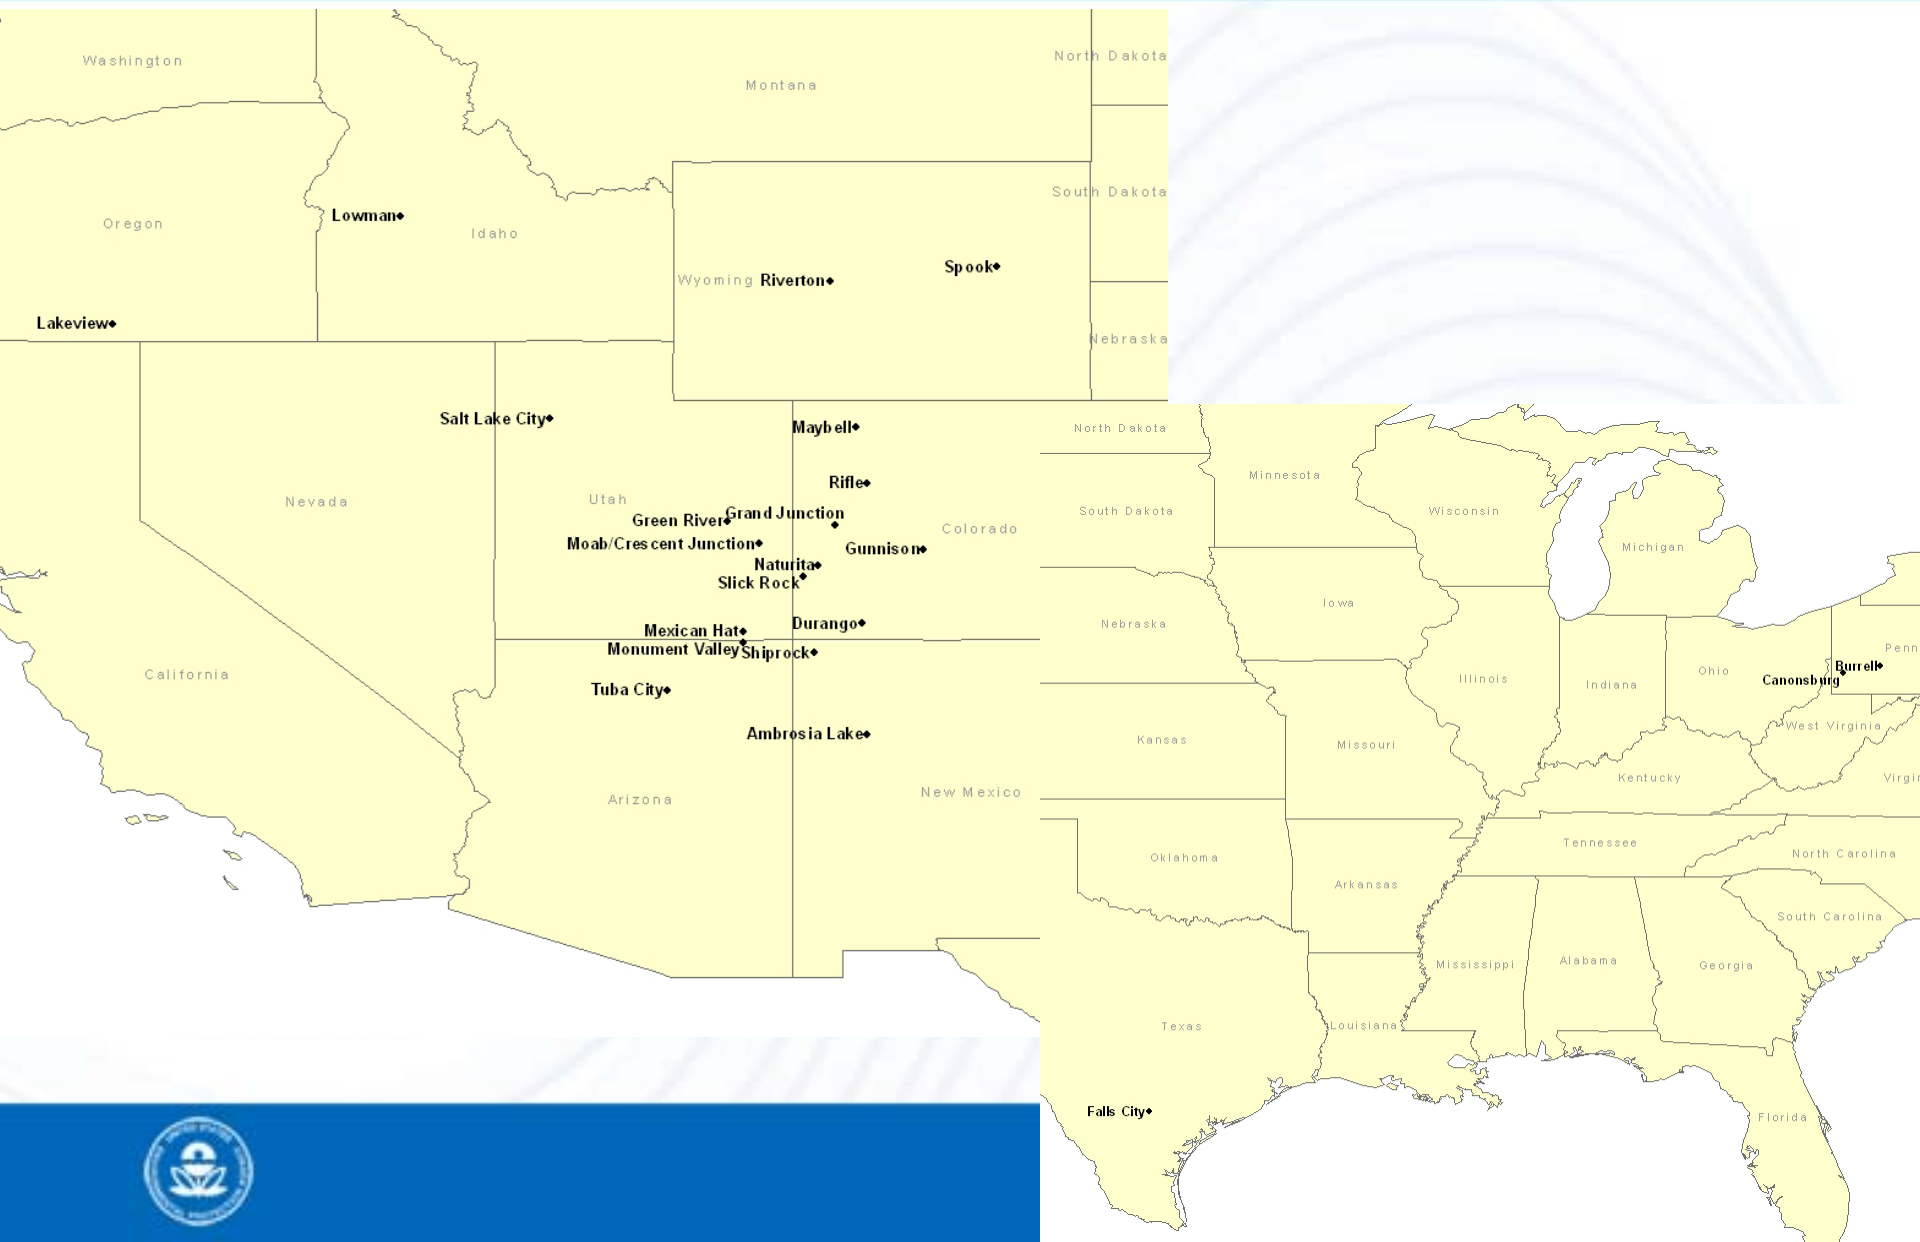 Washington
Montana
North Dakota
South Dakota
Oregon
Lowman
Idaho
Wyoming
Riverton
Spook
Lakeview
Nebraska
Salt Lake City
Maybell
Rifle
Nevada
Utah
Green River
Grand Junction
Colorado
Moab/Crescent Junction
Gunnison
Naturita
Slick Rock
Mexican Hat
Durango
Monument Valley
Shiprock
California
Tuba City
Ambrosia Lake
Arizona
New Mexico
North Dakota
Minnesota
South Dakota
Wisconsin
Michigan
Iowa
Nebraska
Illinois
Indiana
Ohio
Penn
Burrell
Canonsburg
West Virginia
Kansas
Missouri
Kentucky
Virgin
Oklahoma
Tennessee
North Carolina
Arkansas
South Carolina
Mississippi
Alabama
Georgia
Texas
Louisiana
Falls City
Florida